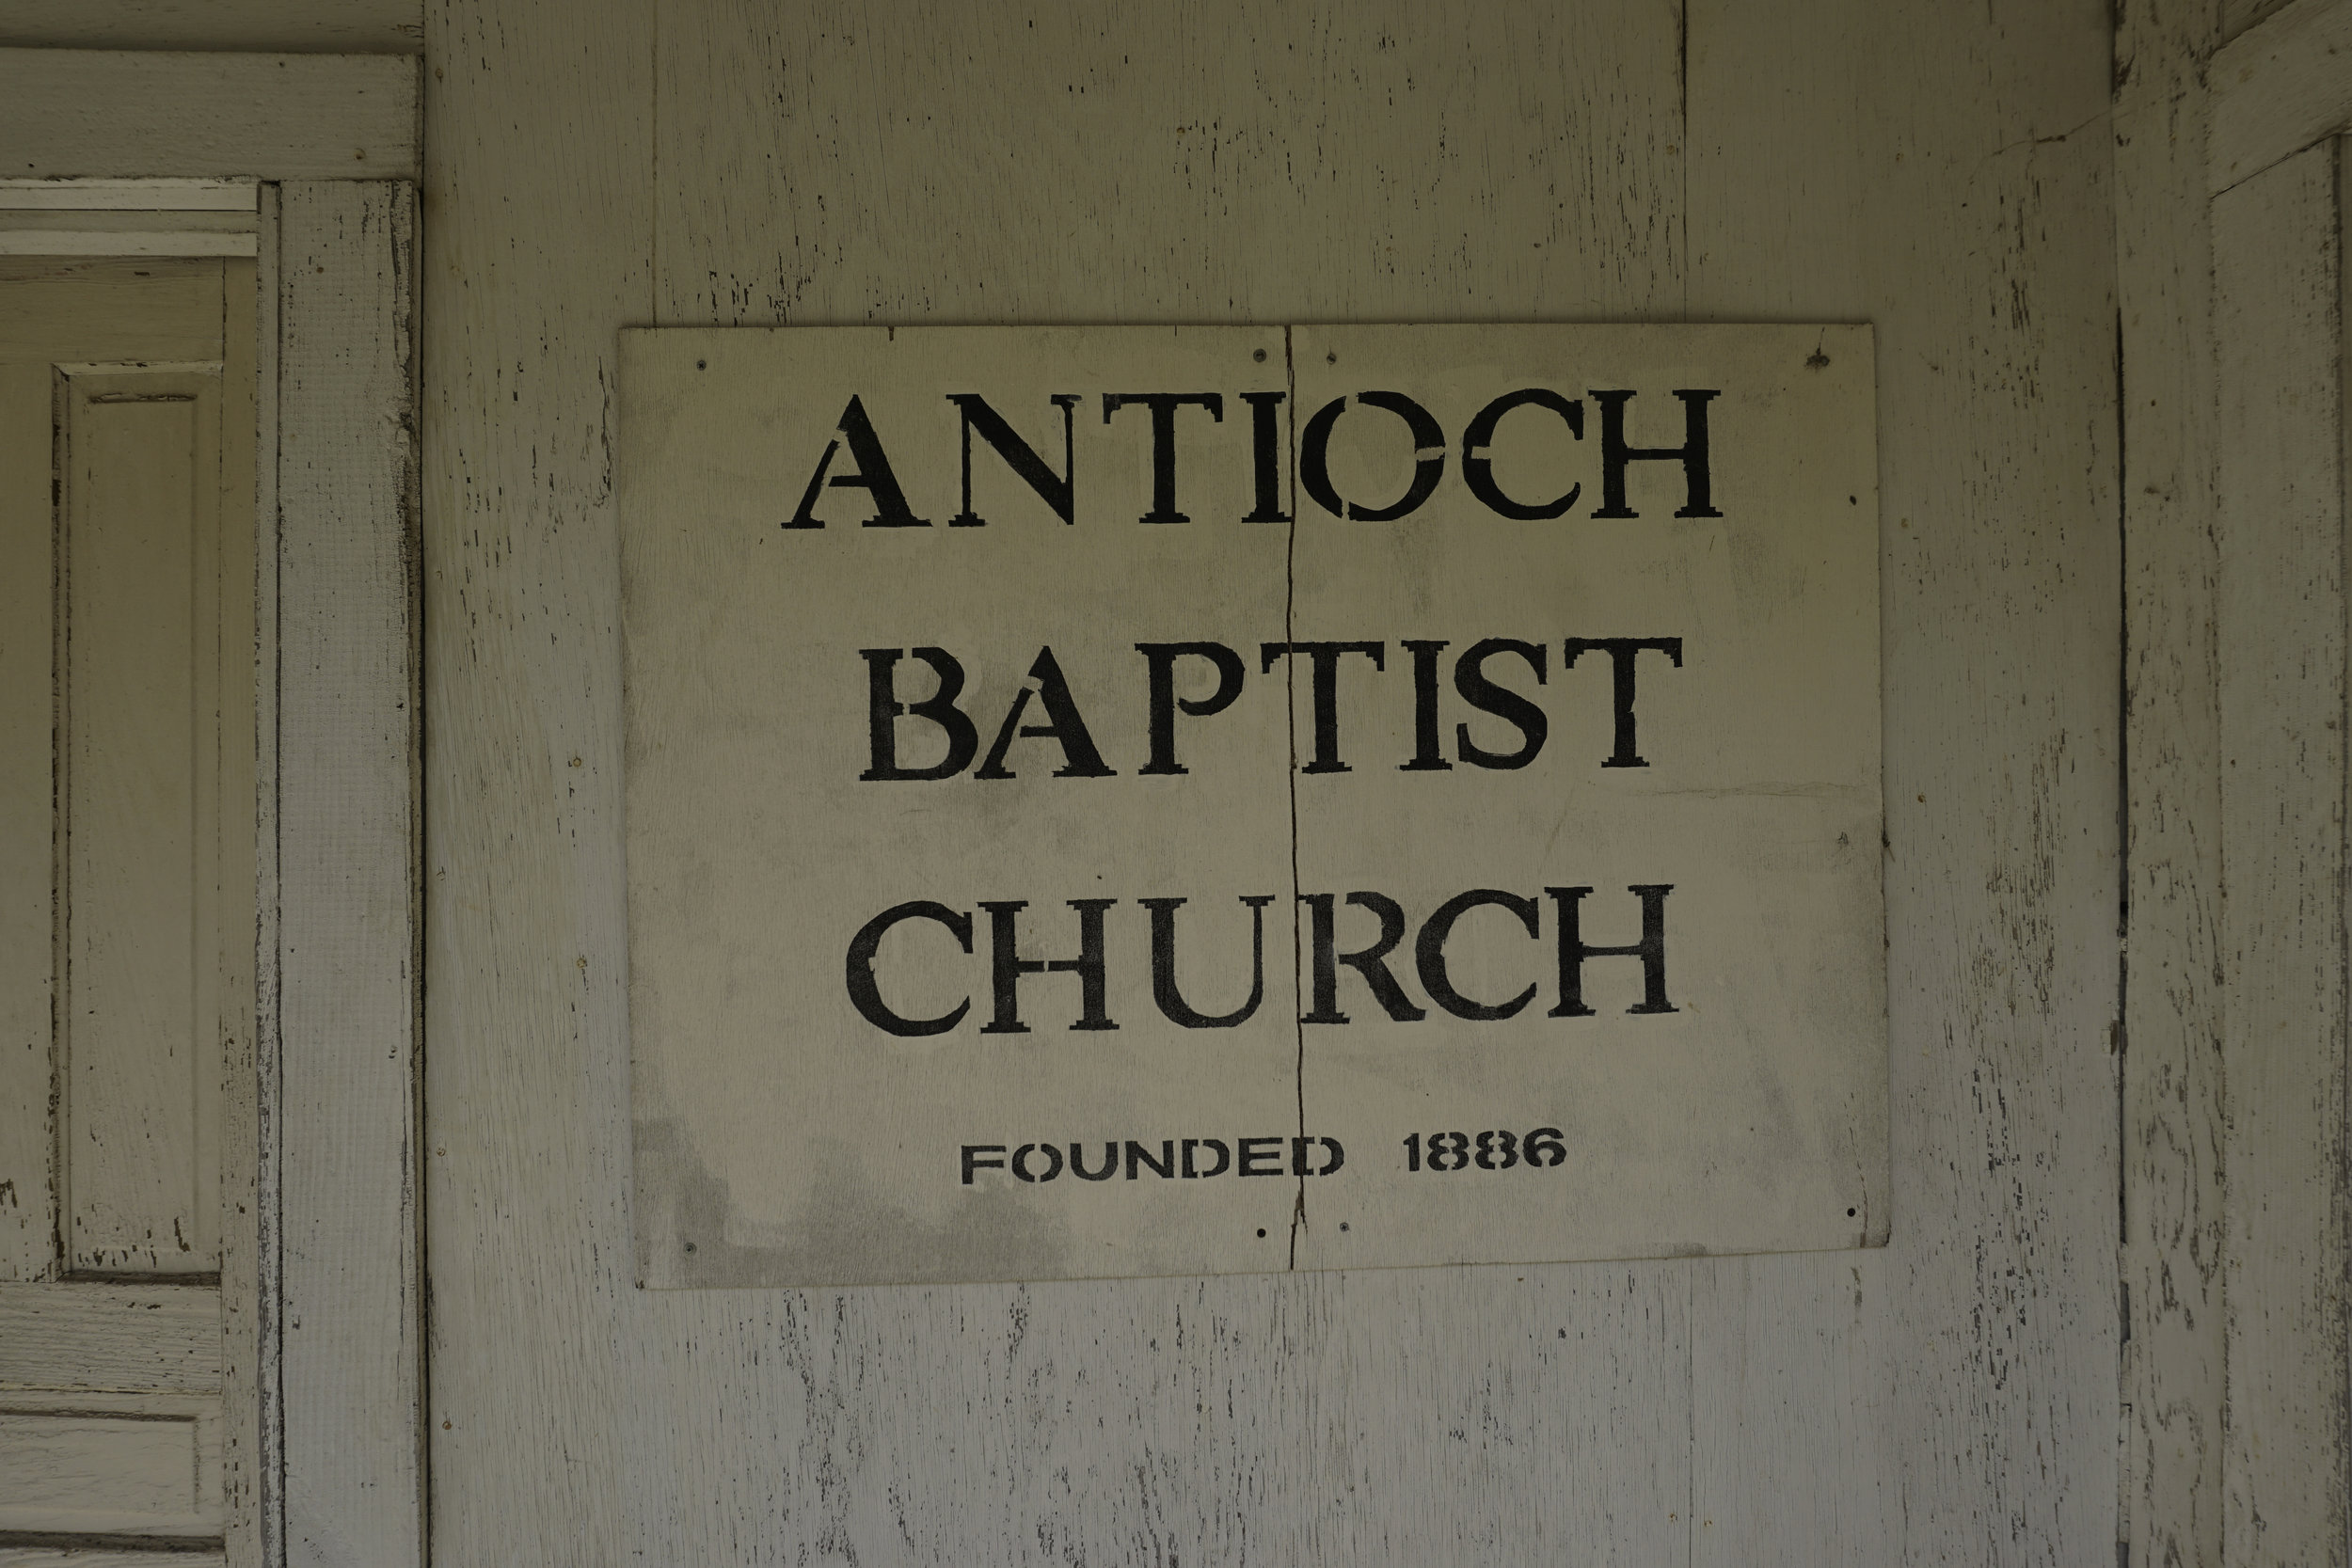 ANTIOCH
BAPTIST
CHURCH
FOUNDED 1886